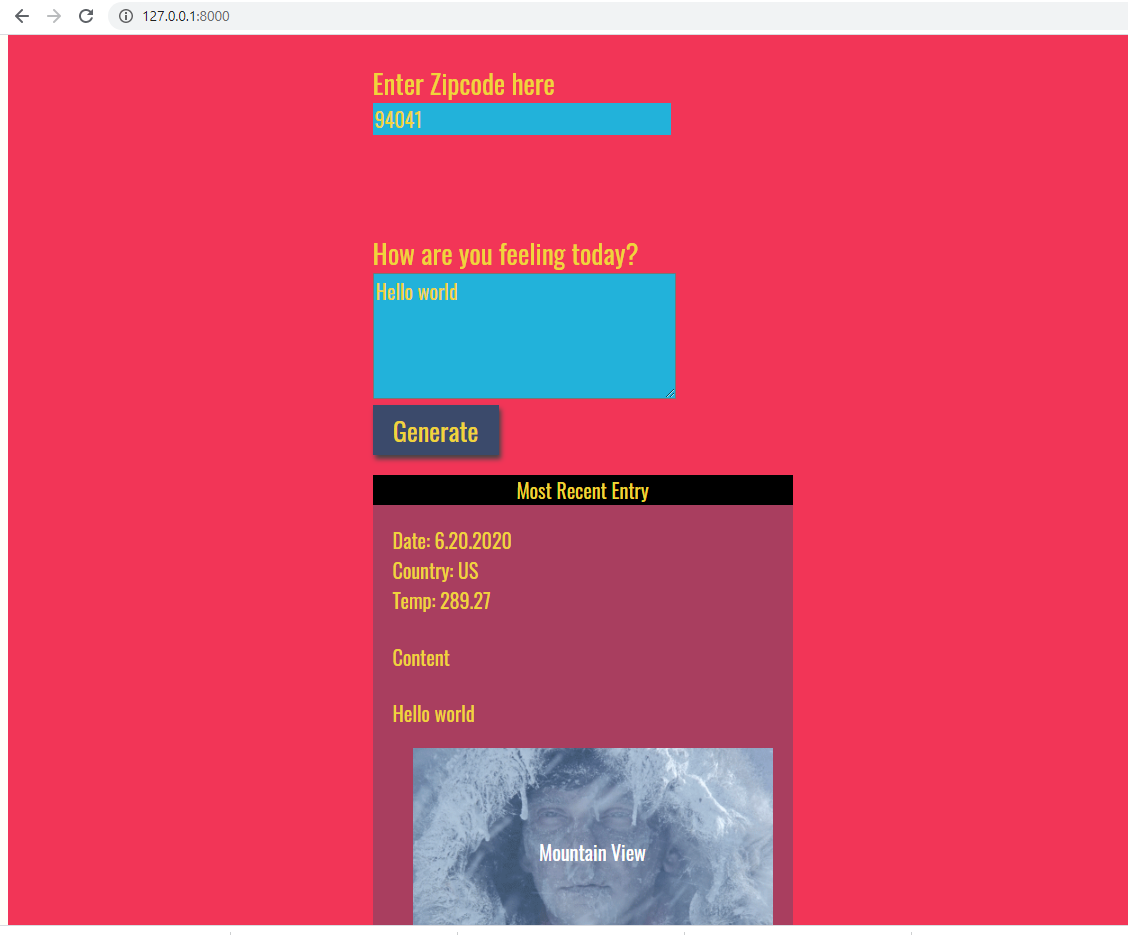 127.0.0.1:8000
Enter Zipcode here
94041
How are you feeling today?
Hello world
Generate
Most Recent Entry
Date: 6.20.2020
Country: US
Temp: 289.27
Content
Hello world
Mountain View